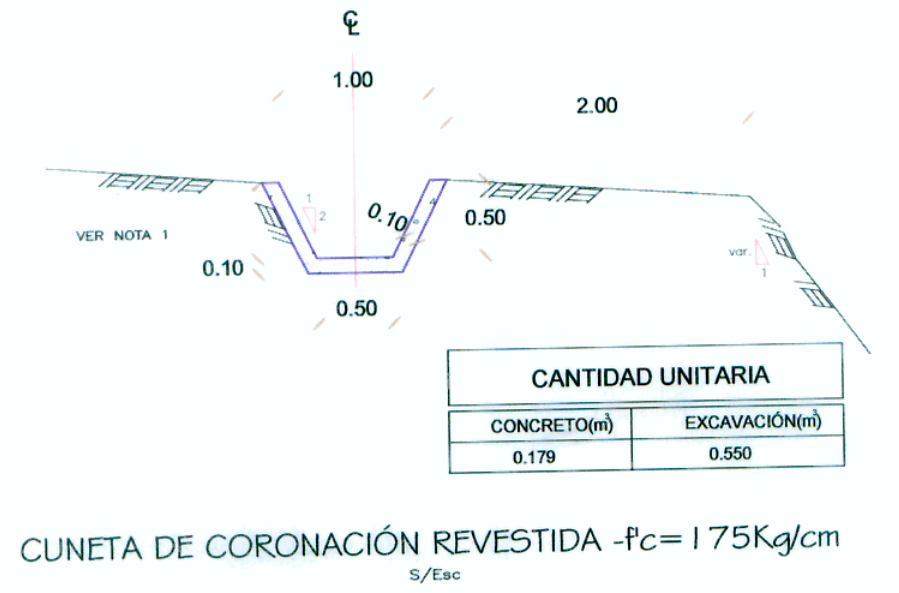 ℄
1.00
2.00
1
2
0.10
0.50
VER NOTA 1
0.10
var.
1
0.50
CANTIDAD UNITARIA
CONCRETO(m³) EXCAVACIÓN(m³)
0.179 0.550
CUNETA DE CORONACIÓN REVESTIDA -f'c=175Kg/cm
S/Esc